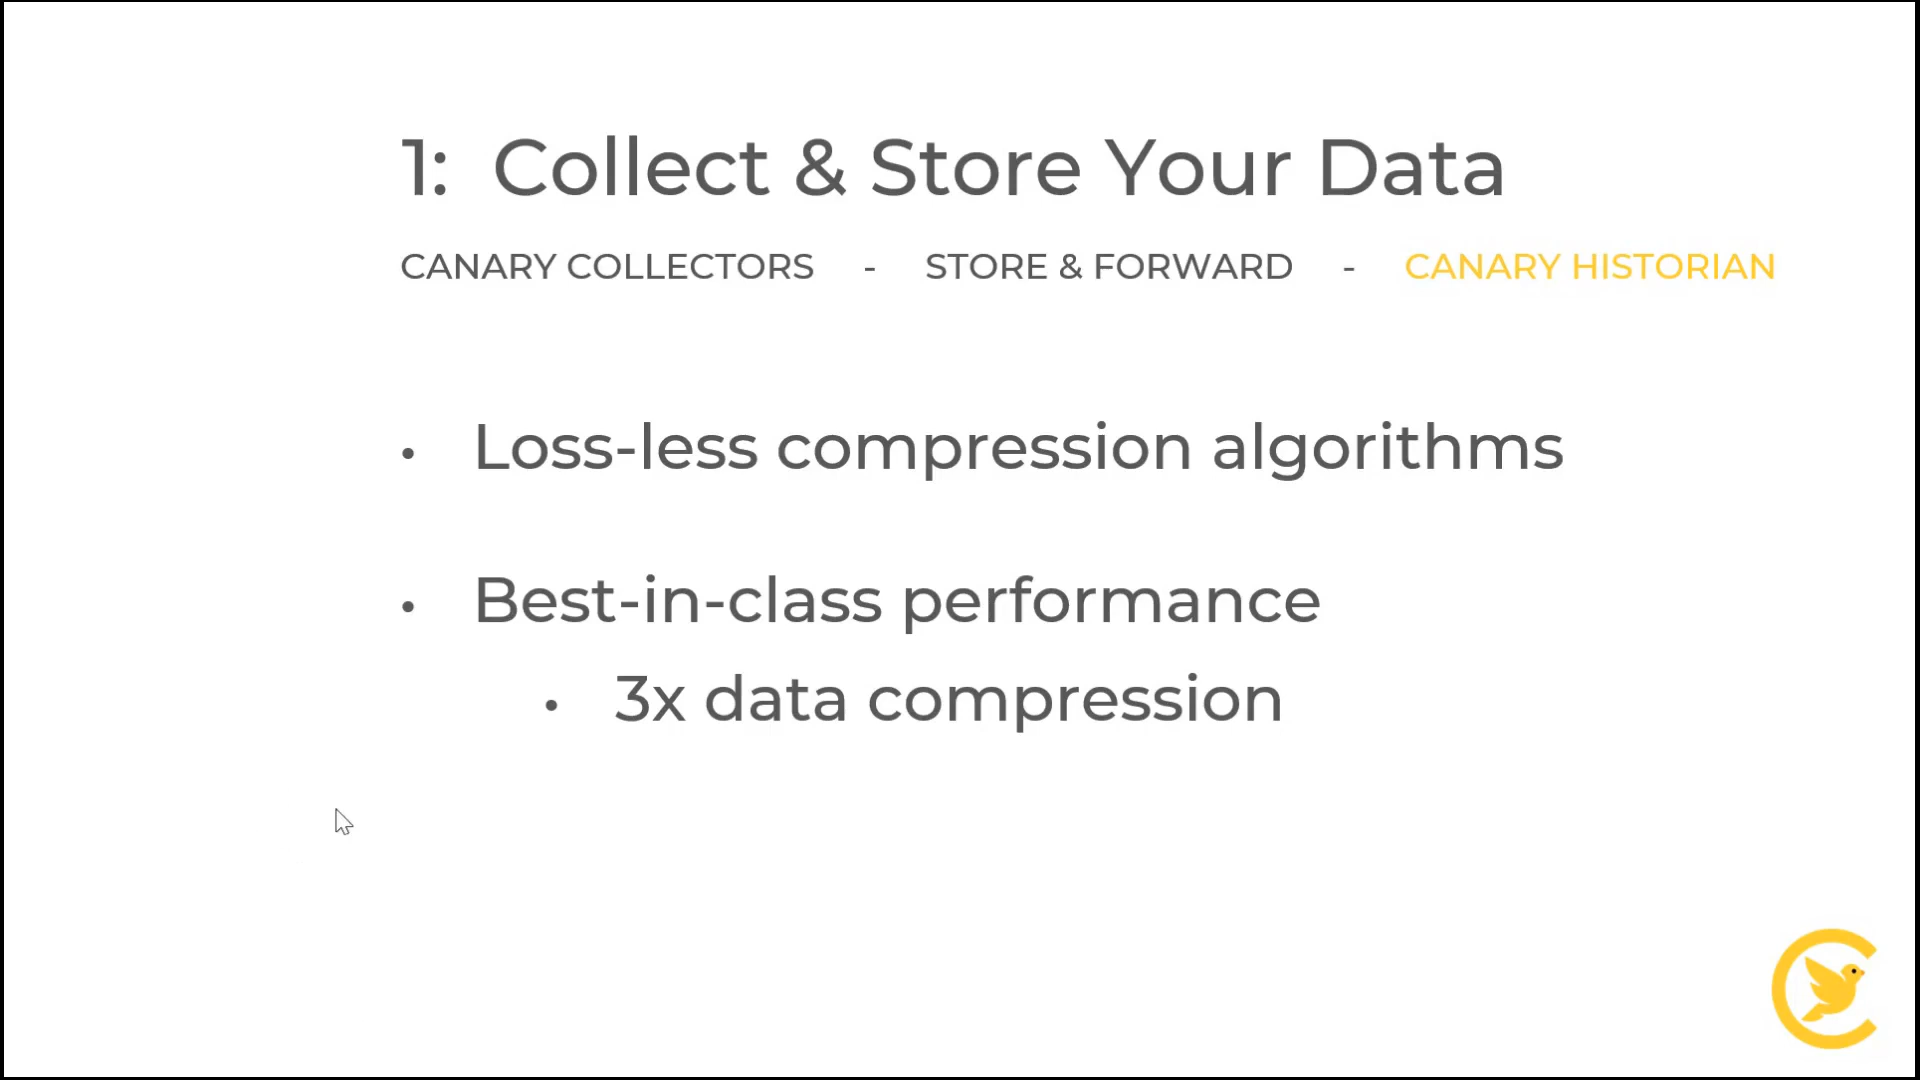 1: Collect & Store Your Data
CANARY COLLECTORS - STORE & FORWARD - CANARY HISTORIAN
• Loss-less compression algorithms
• Best-in-class performance
• 3x data compression